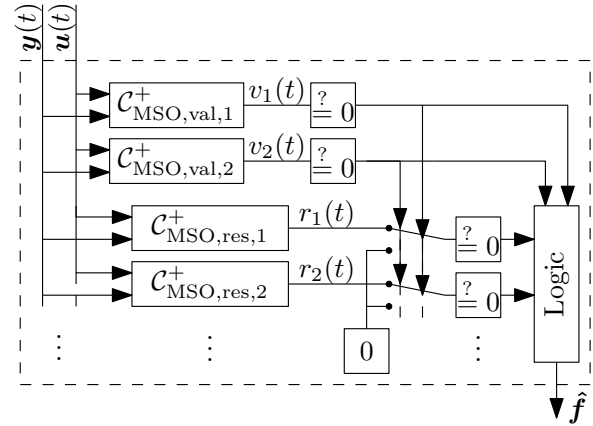 y(t)
u(t)
C⁺MSO,val,1
v₁(t)
?
= 0
C⁺MSO,val,2
v₂(t)
?
= 0
C⁺MSO,res,1
r₁(t)
?
= 0
C⁺MSO,res,2
r₂(t)
?
= 0
Logic
⋮
⋮
0
⋮
f̂